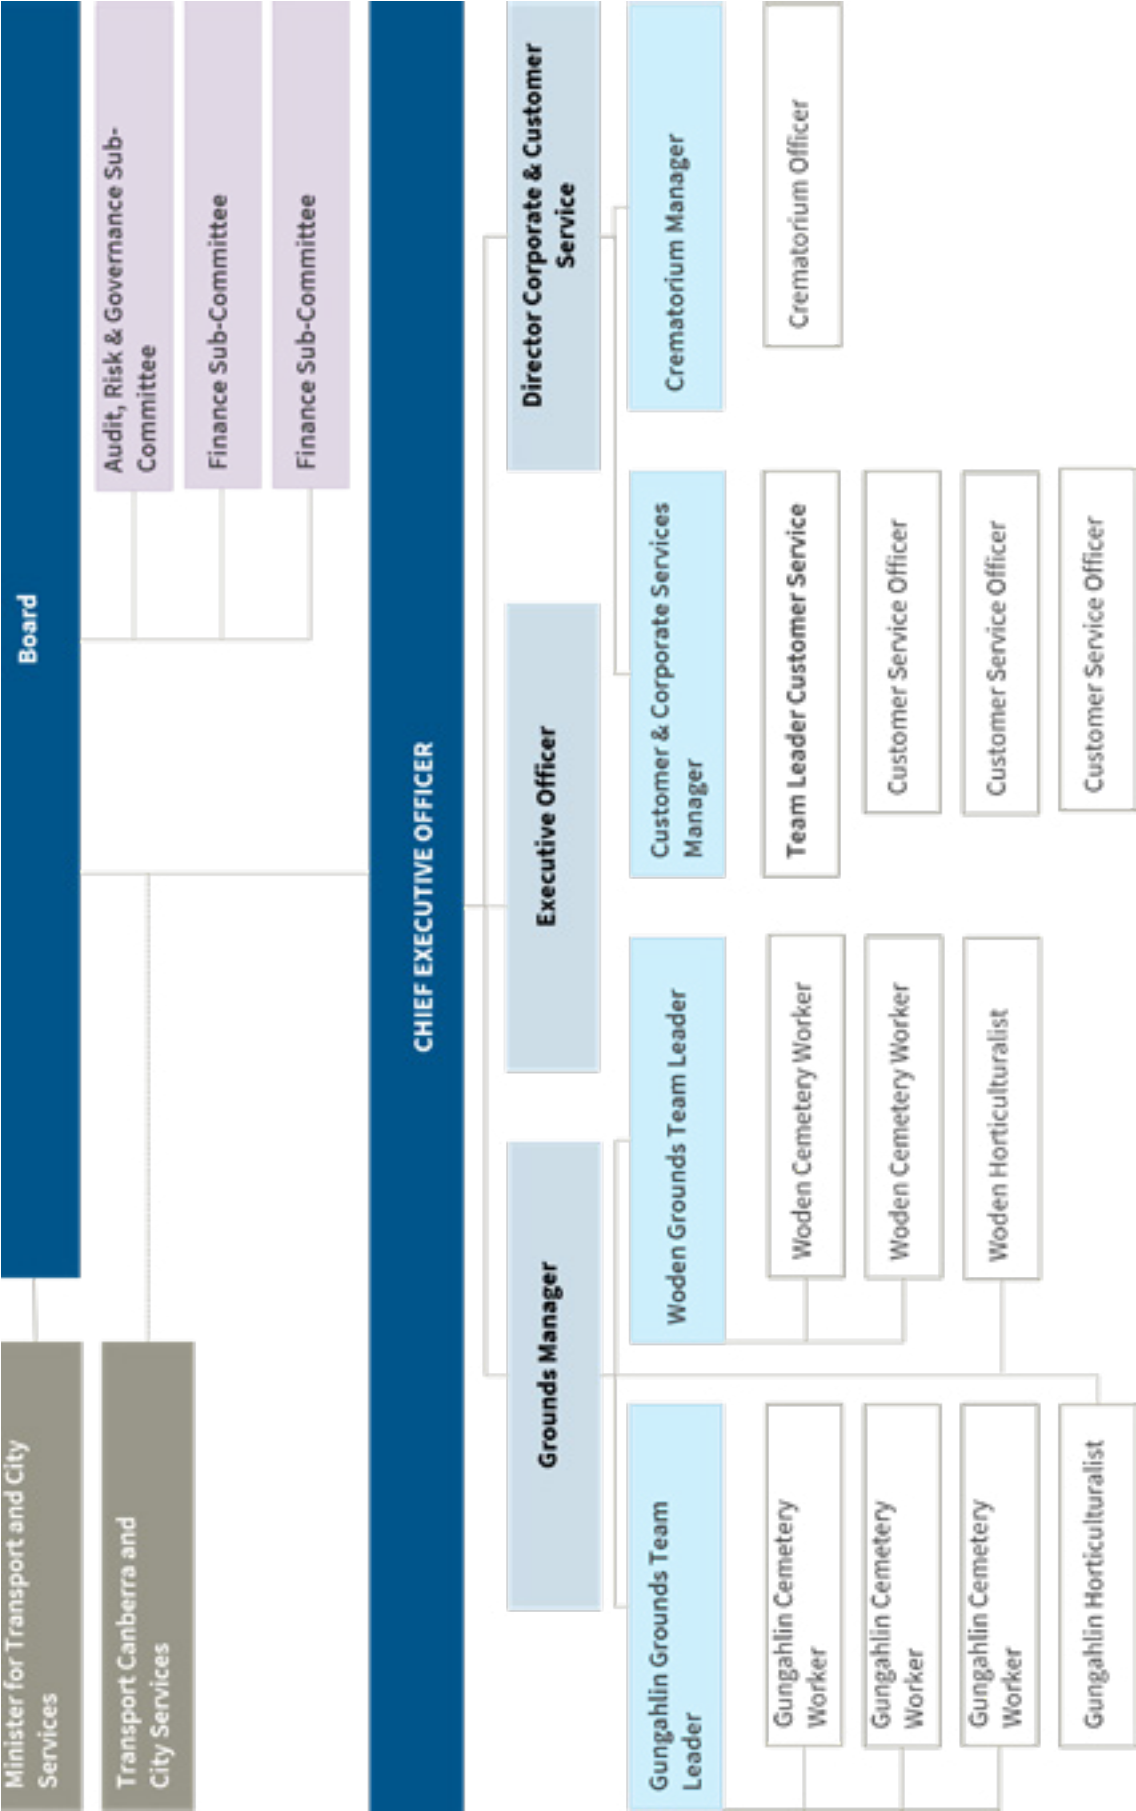 Minister for Transport and City
Services
Board
Transport Canberra and
City Services
Audit, Risk & Governance Sub-
Committee
Finance Sub-Committee
Finance Sub-Committee
CHIEF EXECUTIVE OFFICER
Grounds Manager
Executive Officer
Director Corporate & Customer
Service
Gungahlin Grounds Team
Leader
Woden Grounds Team Leader
Customer & Corporate Services
Manager
Crematorium Manager
Gungahlin Cemetery
Worker
Woden Cemetery Worker
Team Leader Customer Service
Crematorium Officer
Gungahlin Cemetery
Worker
Woden Cemetery Worker
Customer Service Officer
Gungahlin Cemetery
Worker
Woden Horticulturalist
Customer Service Officer
Gungahlin Horticulturalist
Customer Service Officer